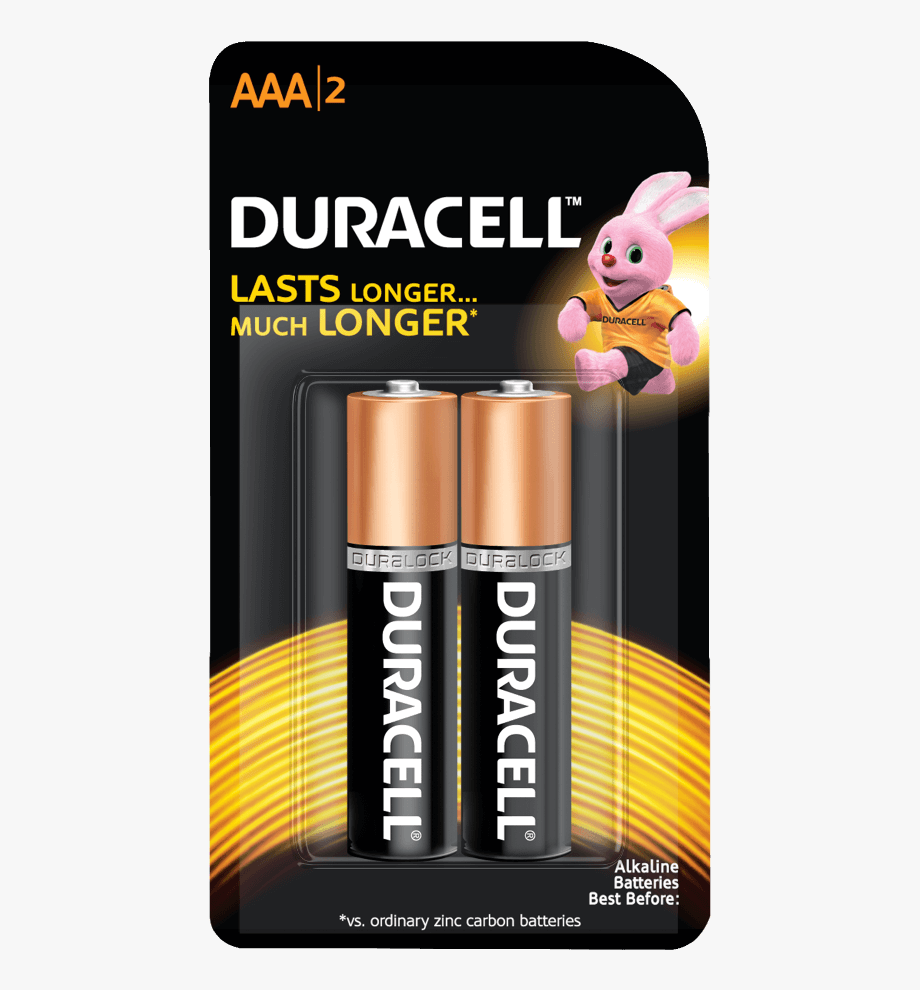 AAA|2
DURACELL™
LASTS LONGER...
MUCH LONGER*
DURACELL
DURALOCK DURALOCK
DURACELL®
DURACELL®
Alkaline
Batteries
Best Before:
*vs. ordinary zinc carbon batteries